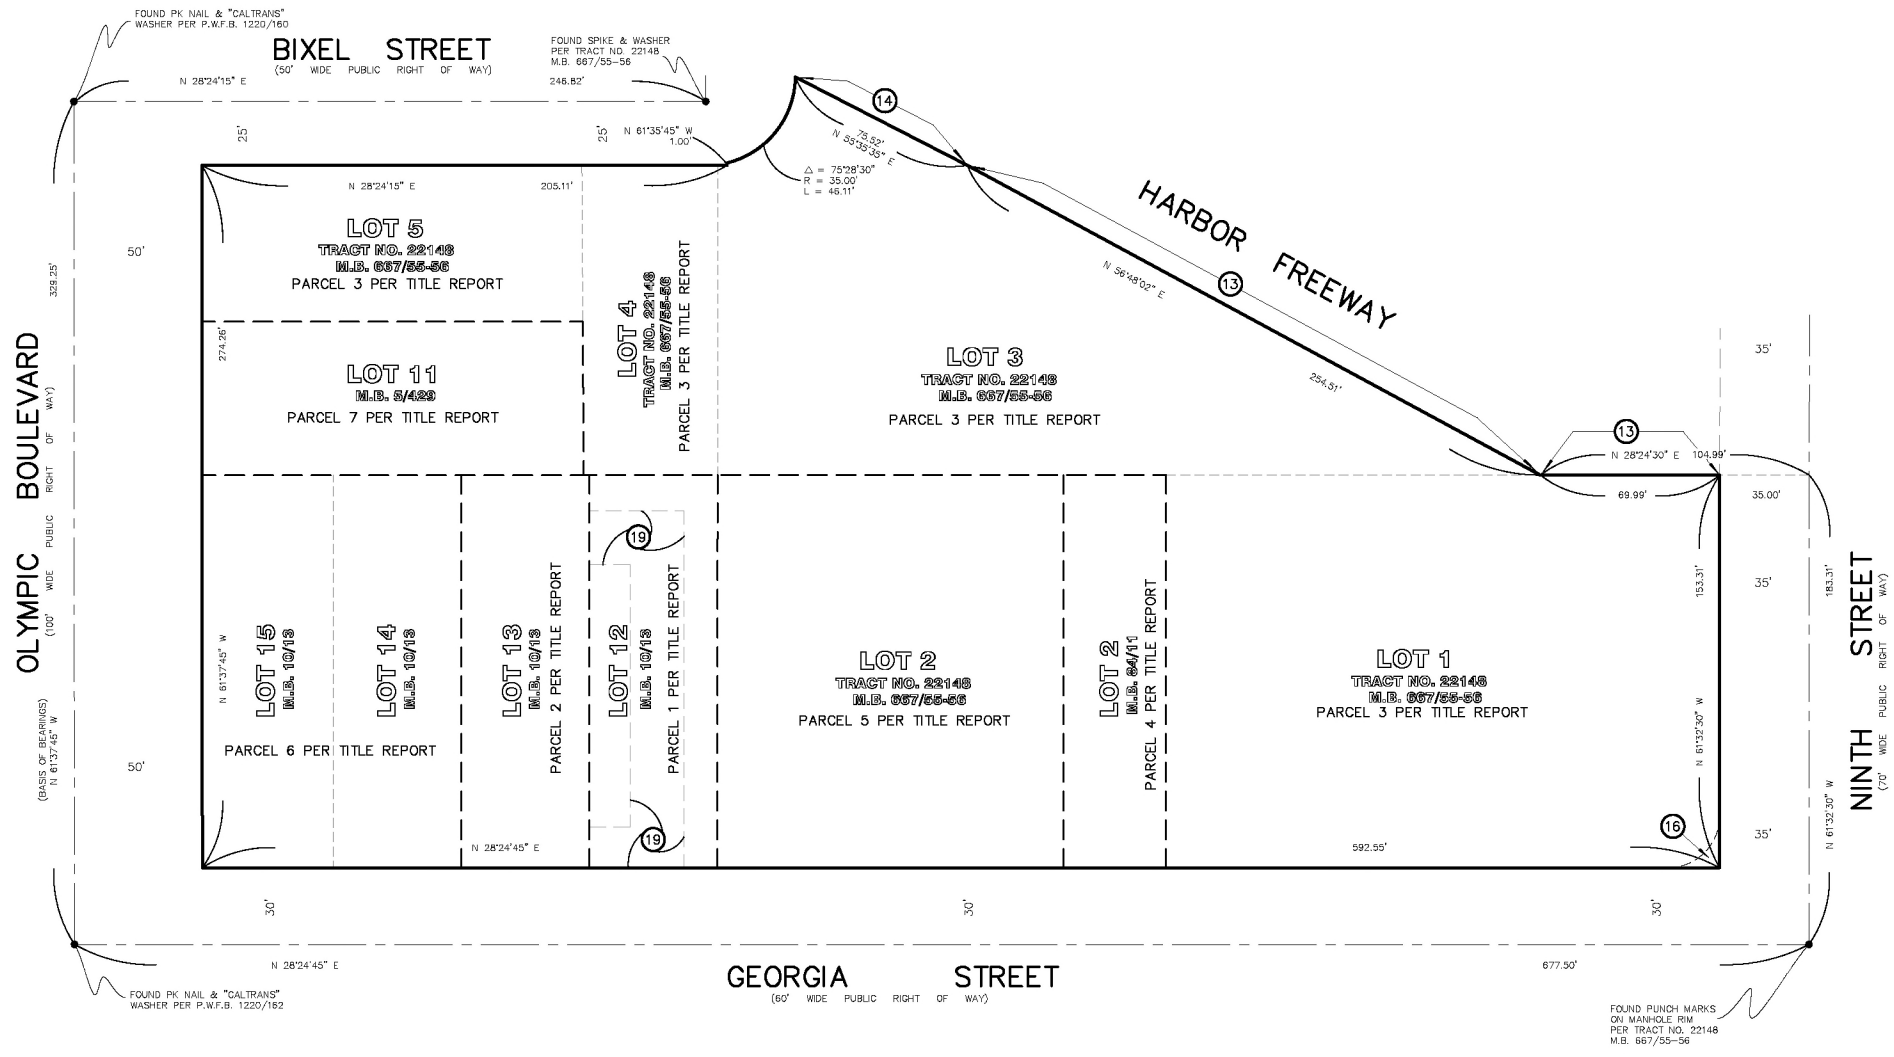 FOUND PK NAIL & "CALTRANS"
WASHER PER P.W.F.B. 1220/160
BIXEL STREET
(50' WIDE PUBLIC RIGHT OF WAY)
FOUND SPIKE & WASHER
PER TRACT NO. 22148
M.B. 667/55-56
N 28°24'15" E
246.82'
25'
25'
N 61°35'45" W
1.00'
N 28°24'15" E
205.11'
Δ = 75°28'30"
R = 35.00'
L = 46.11'
14
75.52'
N 55°35'35" E
HARBOR FREEWAY
13
N 56°48'02" E
254.51'
13
N 28°24'30" E 104.99'
69.99'
35.00'
35'
50'
329.25'
274.26'
LOT 5
TRACT NO. 22148
M.B. 667/55-56
PARCEL 3 PER TITLE REPORT
LOT 11
M.B. 5/429
PARCEL 7 PER TITLE REPORT
LOT 4
TRACT NO. 22148
M.B. 667/55-56
PARCEL 3 PER TITLE REPORT
LOT 3
TRACT NO. 22148
M.B. 667/55-56
PARCEL 3 PER TITLE REPORT
OLYMPIC BOULEVARD
(100' WIDE PUBLIC RIGHT OF WAY)
(BASIS OF BEARINGS)
N 61°37'45" W
50'
N 61°37'45" W
LOT 15
M.B. 10/13
LOT 14
M.B. 10/13
PARCEL 6 PER TITLE REPORT
LOT 13
M.B. 10/13
PARCEL 2 PER TITLE REPORT
19
LOT 12
M.B. 10/13
PARCEL 1 PER TITLE REPORT
19
LOT 2
TRACT NO. 22148
M.B. 667/55-56
PARCEL 5 PER TITLE REPORT
LOT 2
M.B. 84/11
PARCEL 4 PER TITLE REPORT
LOT 1
TRACT NO. 22148
M.B. 667/55-56
PARCEL 3 PER TITLE REPORT
153.31'
N 61°32'30" W
35'
183.31'
N 61°32'30" W
NINTH STREET
(70' WIDE PUBLIC RIGHT OF WAY)
16
35'
N 28°24'45" E
592.55'
30'
30'
30'
N 28°24'45" E
677.50'
GEORGIA STREET
(60' WIDE PUBLIC RIGHT OF WAY)
FOUND PK NAIL & "CALTRANS"
WASHER PER P.W.F.B. 1220/162
FOUND PUNCH MARKS
ON MANHOLE RIM
PER TRACT NO. 22148
M.B. 667/55-56